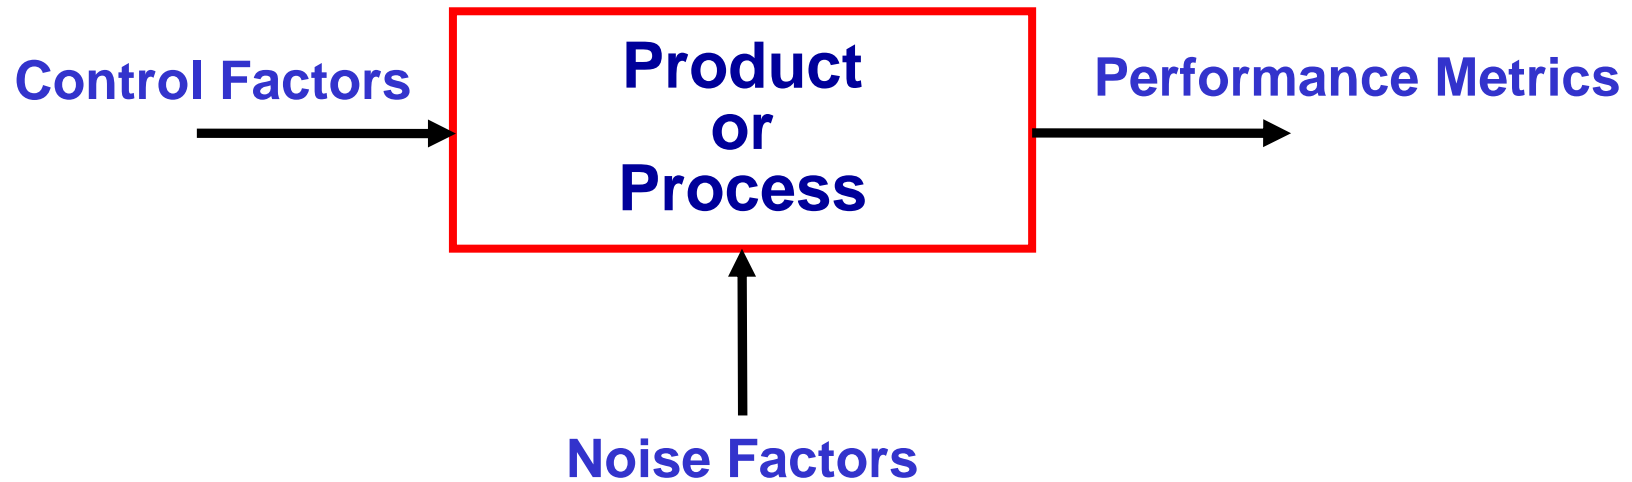 Control Factors
Product
or
Process
Performance Metrics
Noise Factors